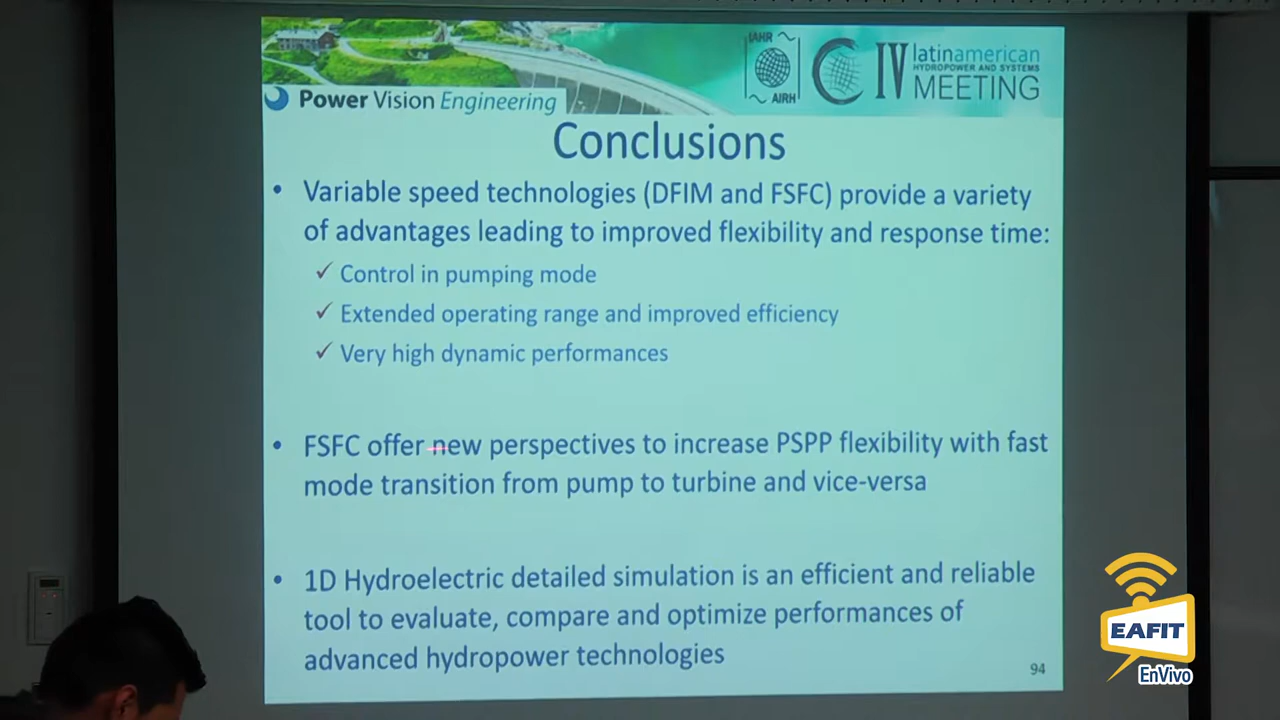 IAHR
AIRH
IV latinamerican
HYDROPOWER AND SYSTEMS
MEETING
Power Vision Engineering
Conclusions
• Variable speed technologies (DFIM and FSFC) provide a variety
of advantages leading to improved flexibility and response time:
✓ Control in pumping mode
✓ Extended operating range and improved efficiency
✓ Very high dynamic performances
• FSFC offer new perspectives to increase PSPP flexibility with fast
mode transition from pump to turbine and vice-versa
• 1D Hydroelectric detailed simulation is an efficient and reliable
tool to evaluate, compare and optimize performances of
advanced hydropower technologies
94
EAFIT
EnVivo